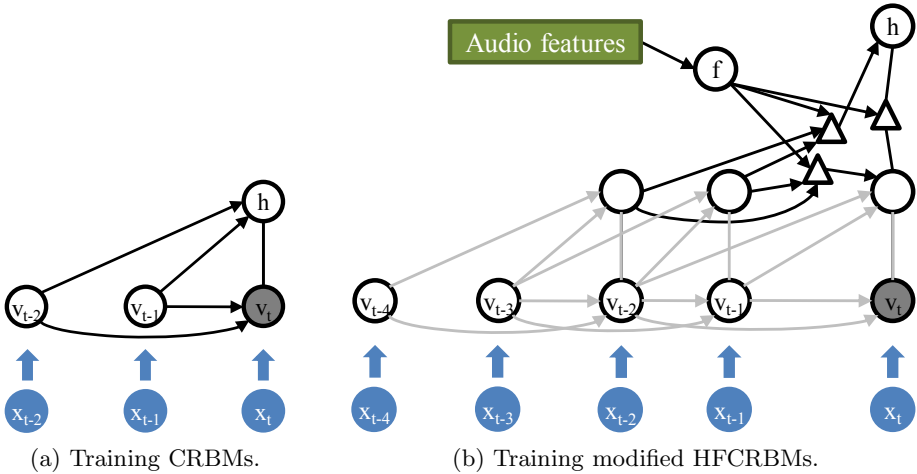 Audio features
f
h
h
v_{t-2}
v_{t-1}
v_t
x_{t-2}
x_{t-1}
x_t
(a) Training CRBMs.
v_{t-4}
v_{t-3}
v_{t-2}
v_{t-1}
v_t
x_{t-4}
x_{t-3}
x_{t-2}
x_{t-1}
x_t
(b) Training modified HFCRBMs.